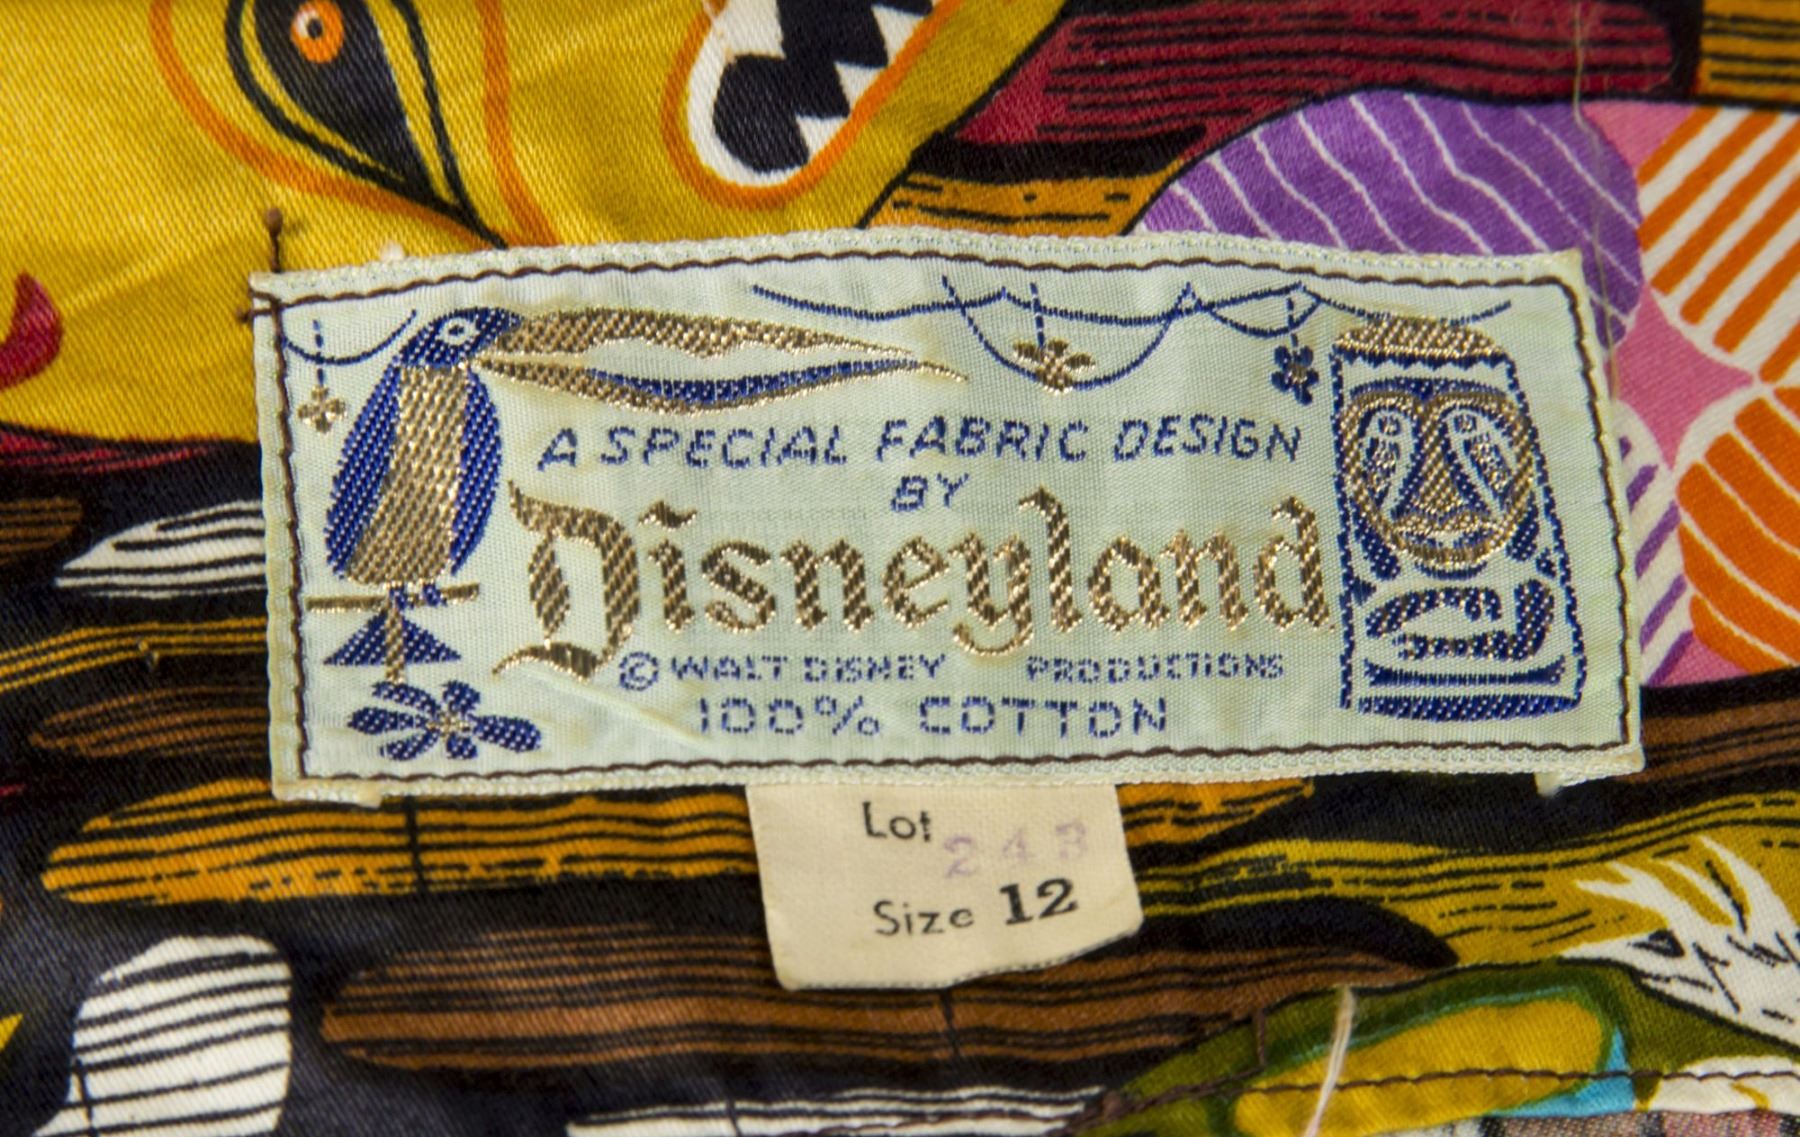 A SPECIAL FABRIC DESIGN
BY
Disneyland
© WALT DISNEY PRODUCTIONS
100% COTTON
Lot 243
Size 12